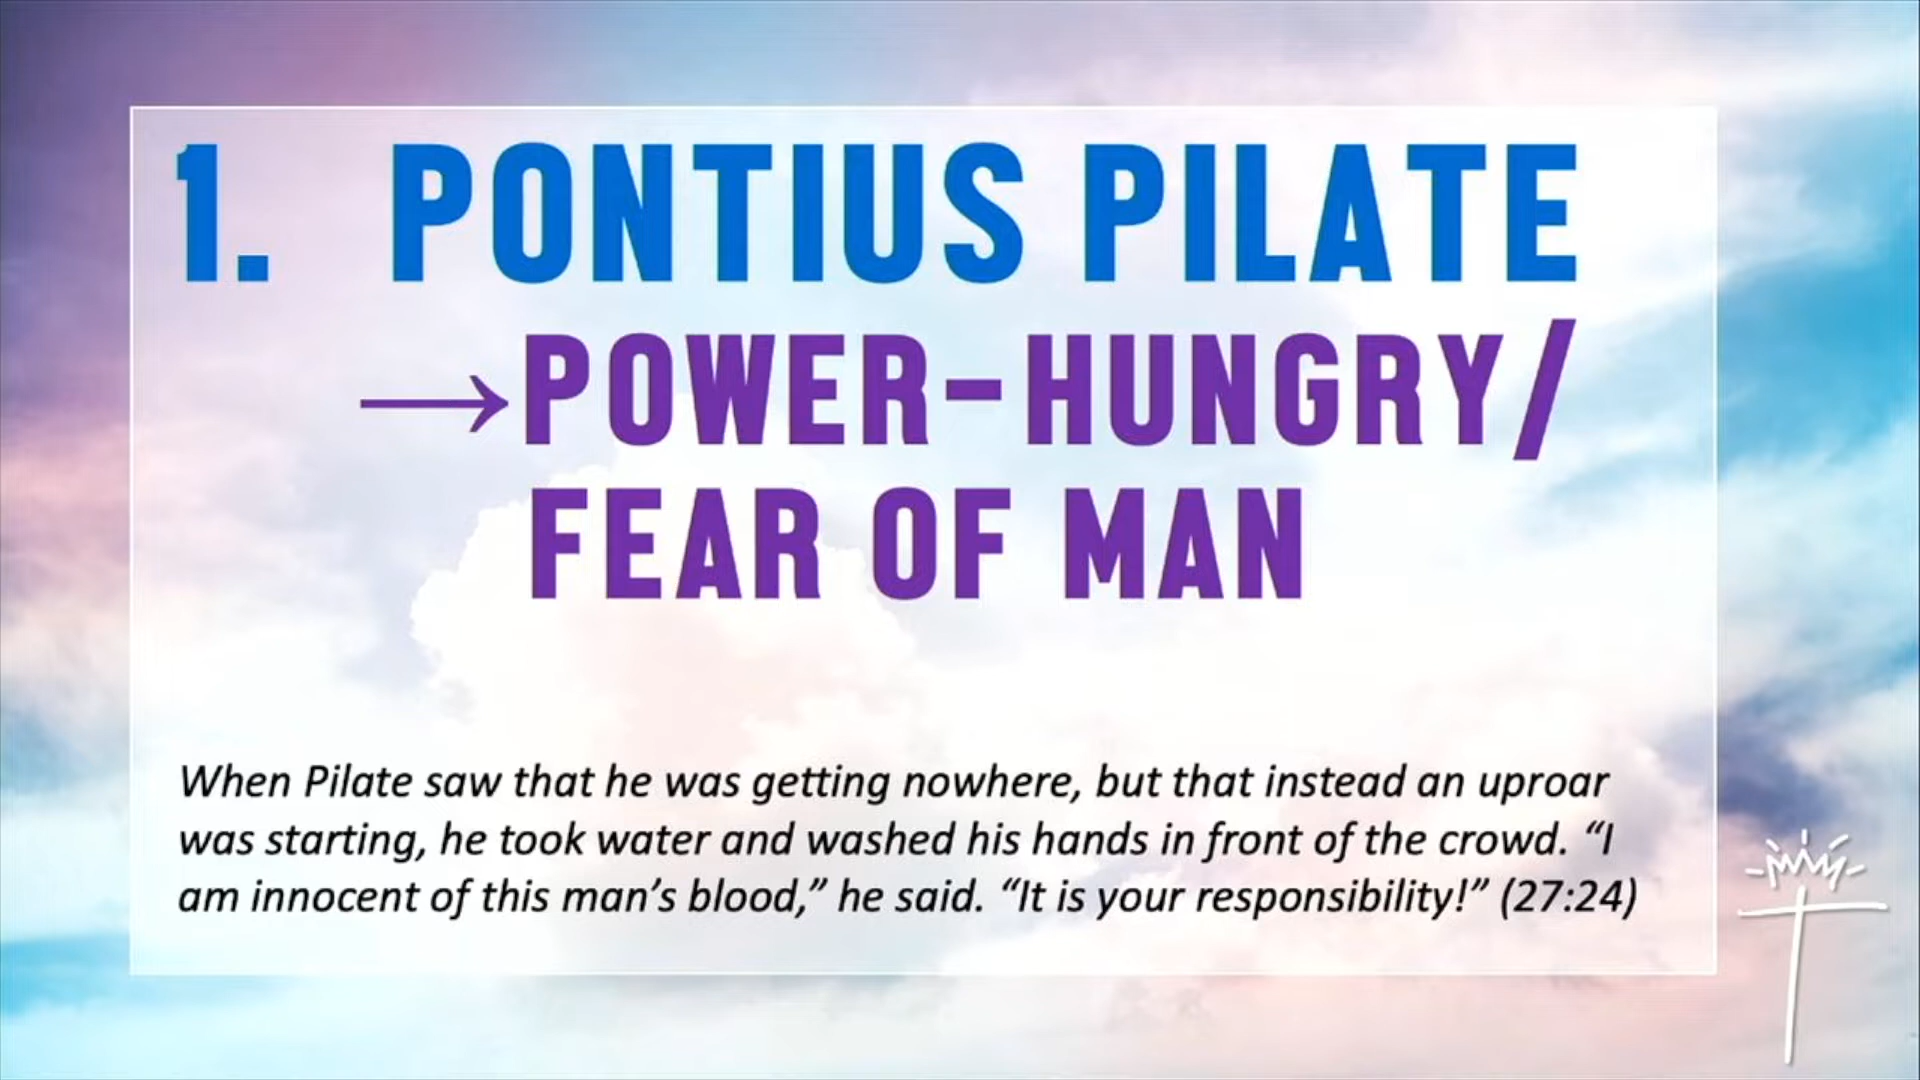 1. PONTIUS PILATE
→POWER-HUNGRY/
FEAR OF MAN
When Pilate saw that he was getting nowhere, but that instead an uproar
was starting, he took water and washed his hands in front of the crowd. “I
am innocent of this man’s blood,” he said. “It is your responsibility!” (27:24)